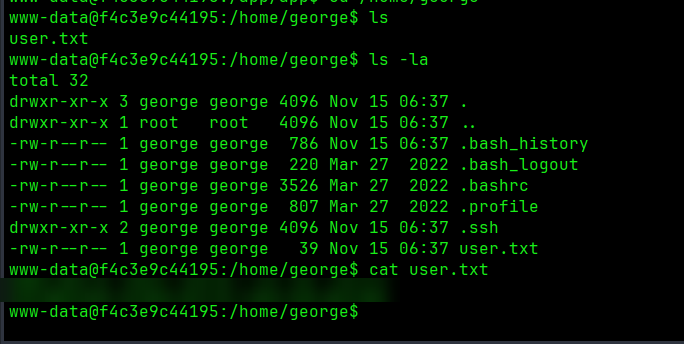 www-data@f4c3e9c44195:/home/george$ ls
user.txt
www-data@f4c3e9c44195:/home/george$ ls -la
total 32
drwxr-xr-x 3 george george 4096 Nov 15 06:37 .
drwxr-xr-x 1 root   root   4096 Nov 15 06:37 ..
-rw-r--r-- 1 george george  786 Nov 15 06:37 .bash_history
-rw-r--r-- 1 george george  220 Mar 27  2022 .bash_logout
-rw-r--r-- 1 george george 3526 Mar 27  2022 .bashrc
-rw-r--r-- 1 george george  807 Mar 27  2022 .profile
drwxr-xr-x 2 george george 4096 Nov 15 06:37 .ssh
-rw-r--r-- 1 george george   39 Nov 15 06:37 user.txt
www-data@f4c3e9c44195:/home/george$ cat user.txt
www-data@f4c3e9c44195:/home/george$